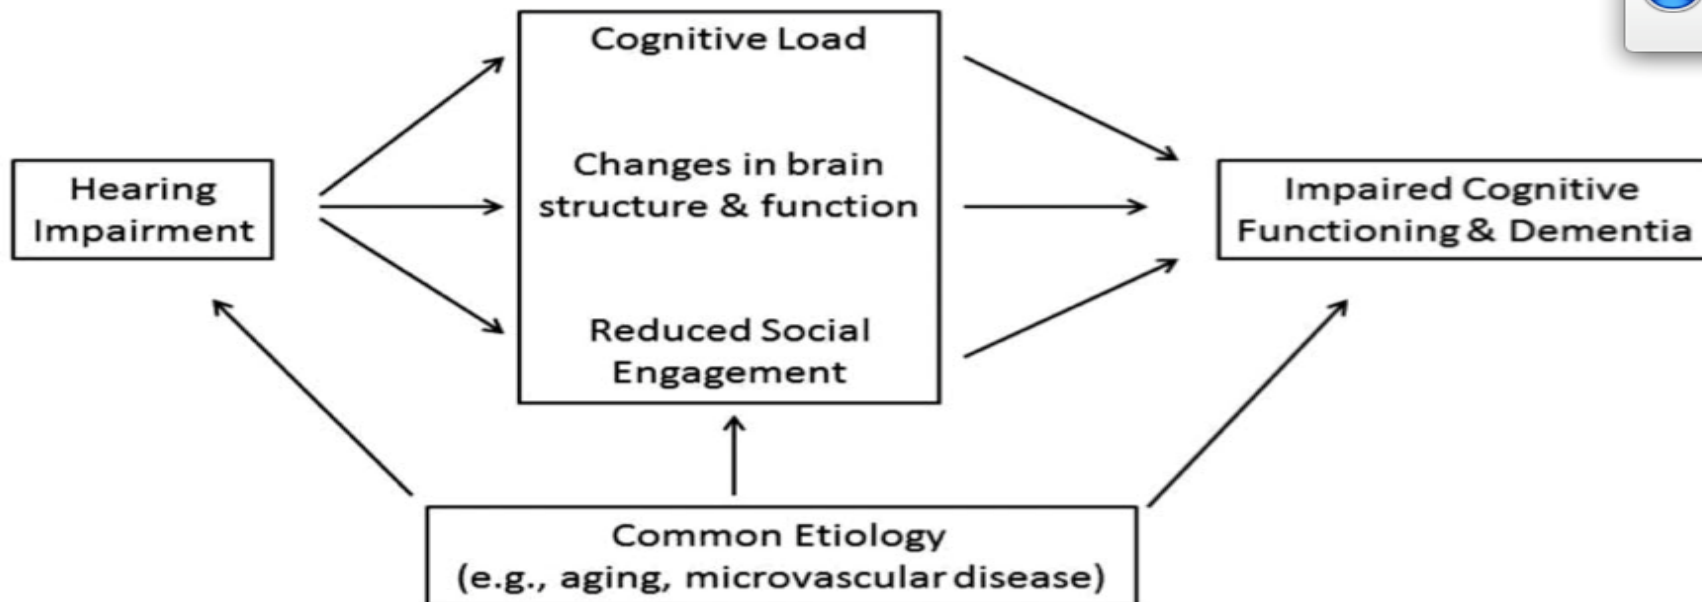 Cognitive Load
Changes in brain
structure & function
Reduced Social
Engagement
Hearing
Impairment
Impaired Cognitive
Functioning & Dementia
Common Etiology
(e.g., aging, microvascular disease)